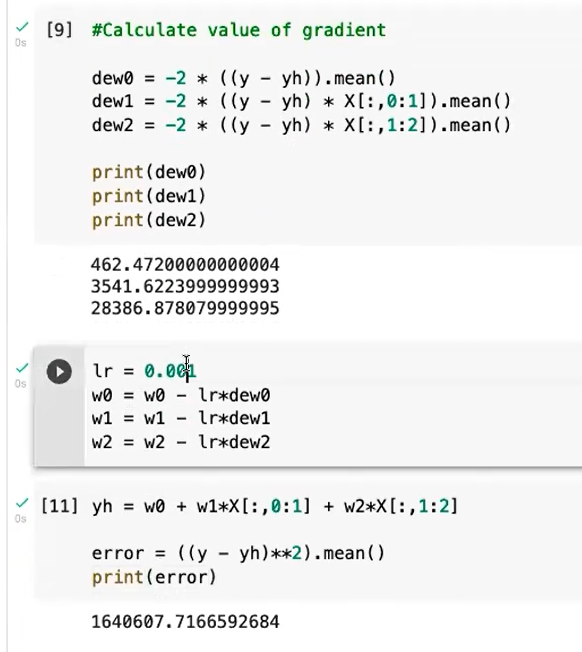 [9] #Calculate value of gradient
0s
dew0 = -2 * ((y - yh)).mean()
dew1 = -2 * ((y - yh) * X[:,0:1]).mean()
dew2 = -2 * ((y - yh) * X[:,1:2]).mean()
print(dew0)
print(dew1)
print(dew2)
462.47200000000004
3541.6223999999993
28386.878079999995
lr = 0.001
0s
w0 = w0 - lr*dew0
w1 = w1 - lr*dew1
w2 = w2 - lr*dew2
[11] yh = w0 + w1*X[:,0:1] + w2*X[:,1:2]
0s
error = ((y - yh)**2).mean()
print(error)
1640607.7166592684